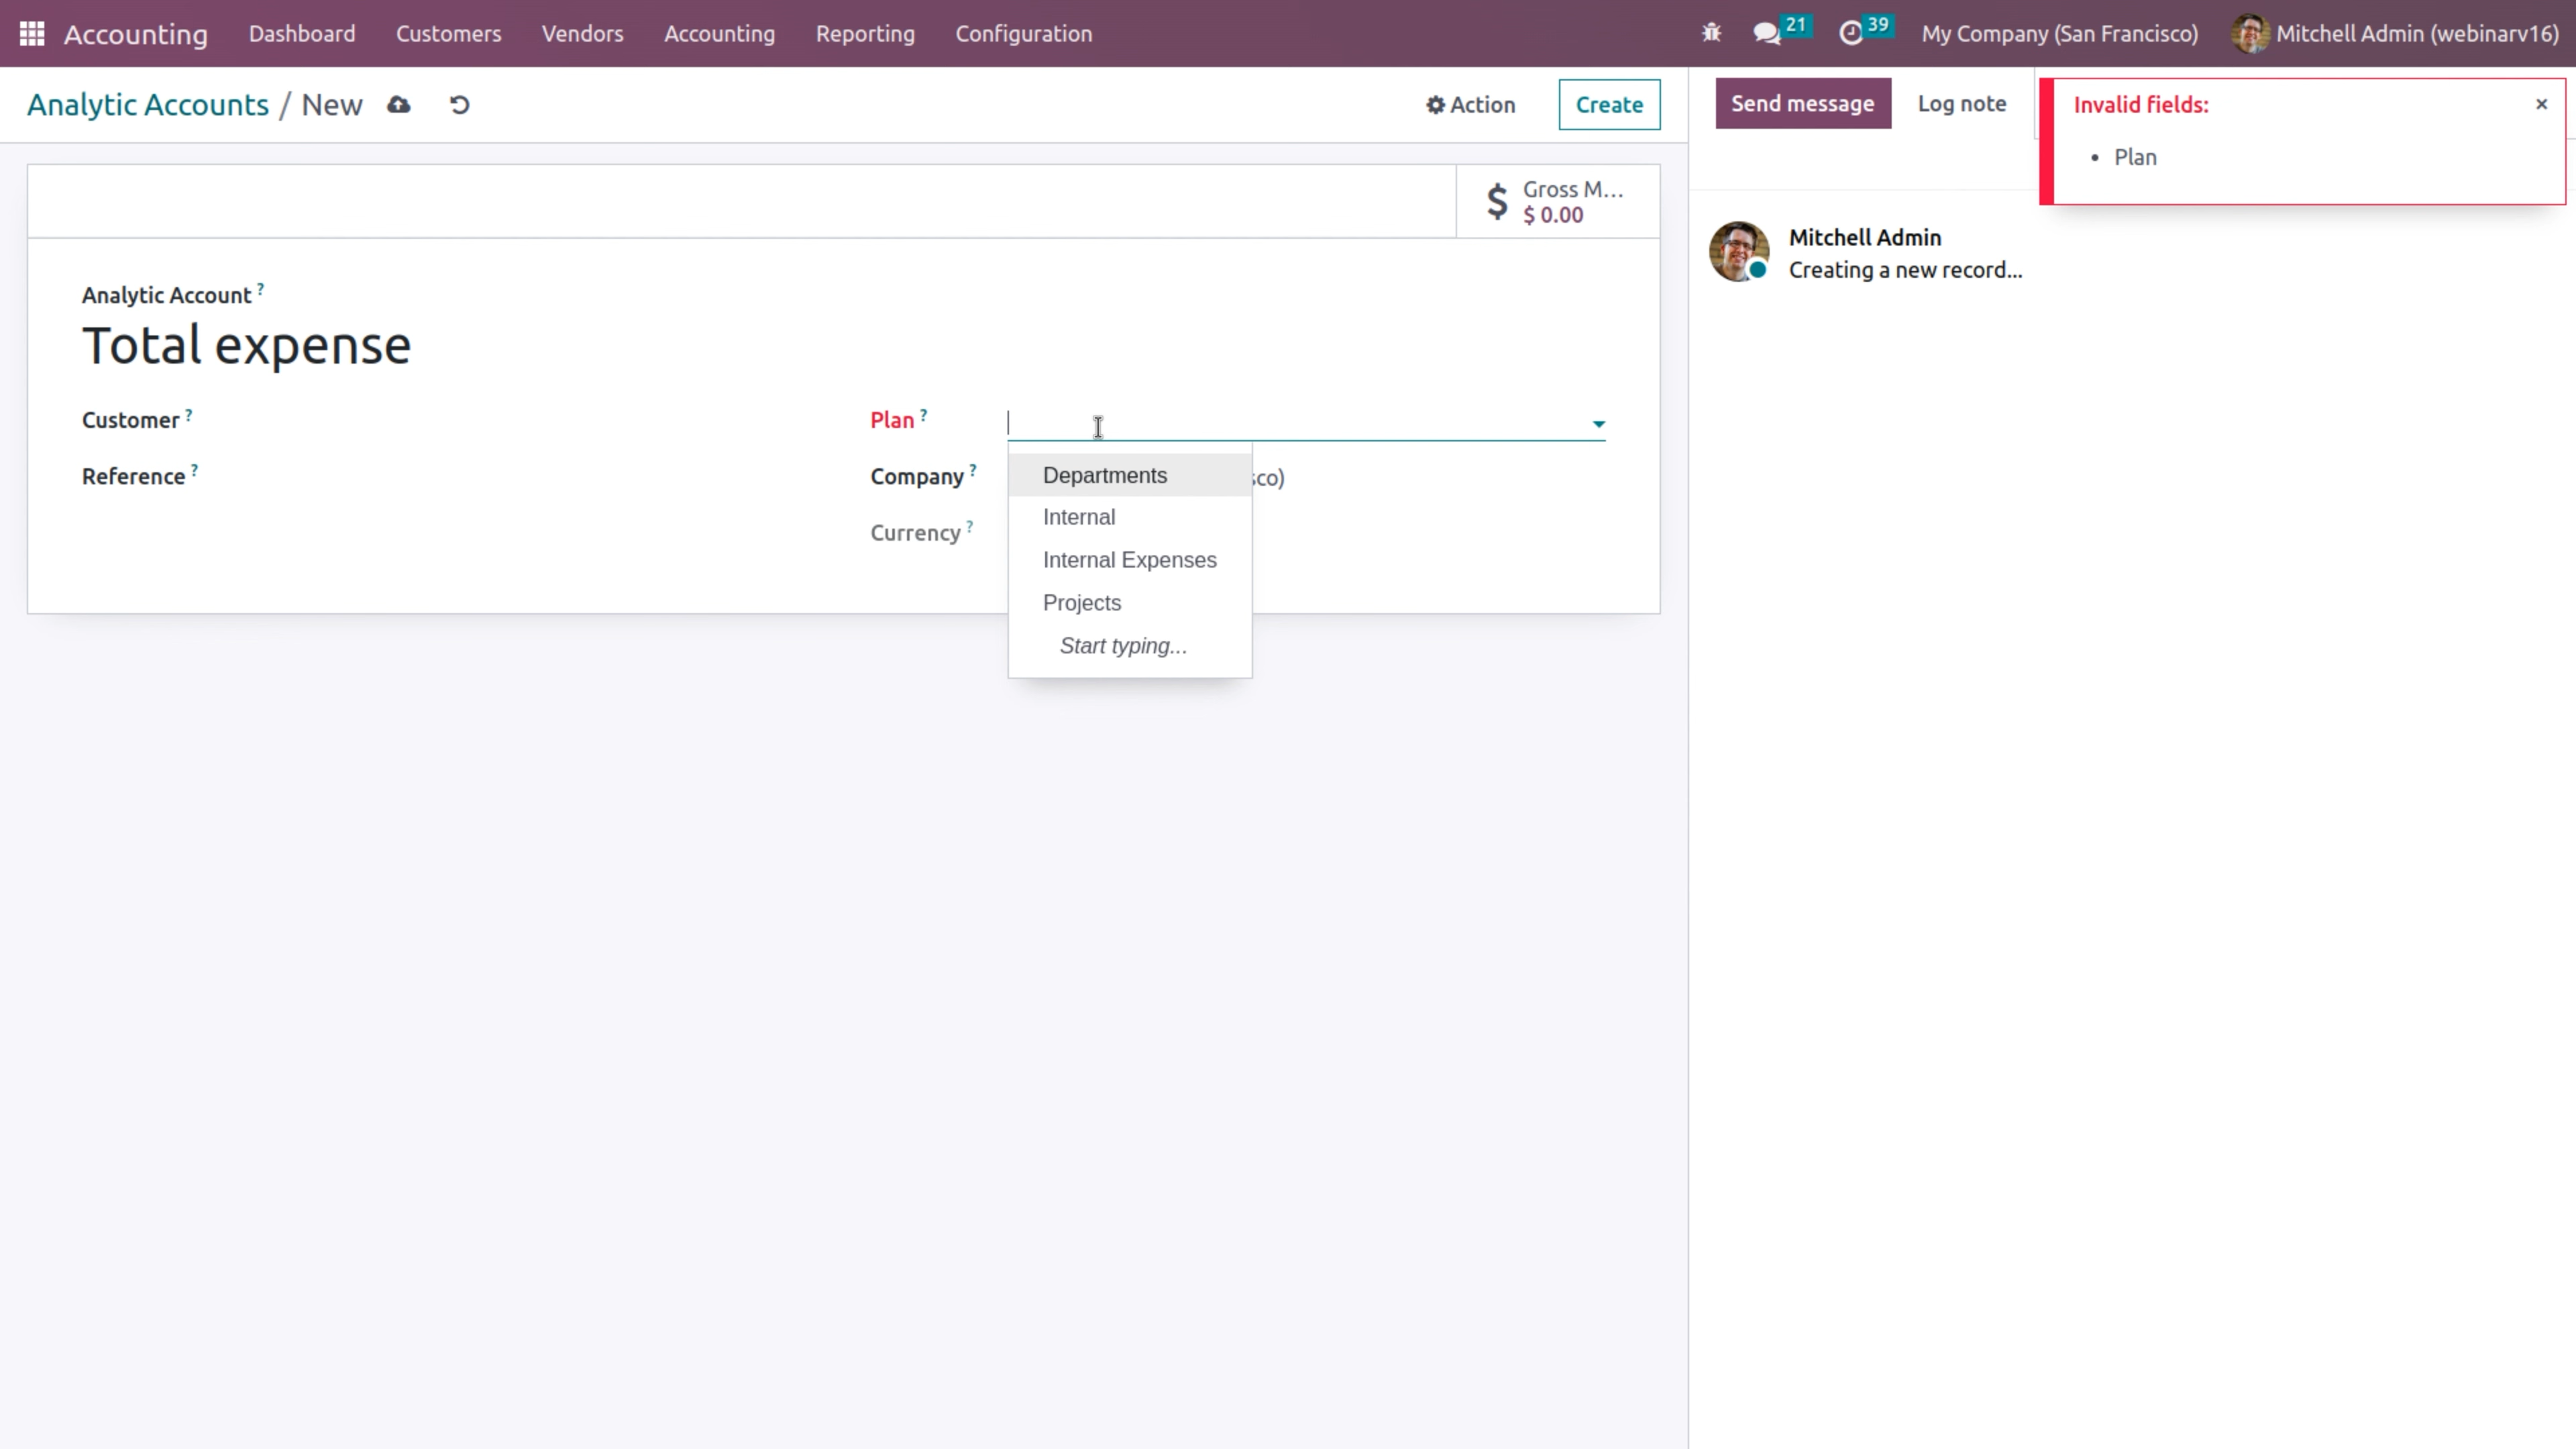 Accounting Dashboard Customers Vendors Accounting Reporting Configuration 21 39 My Company (San Francisco) Mitchell Admin (webinarv16)
Analytic Accounts / New Action Create
Send message Log note
Invalid fields:
• Plan
×
Gross M...
$ 0.00
Mitchell Admin
Creating a new record...
Analytic Account ?
Total expense
Customer ?
Reference ?
Plan ?
Company ? sco)
Currency ?
Departments
Internal
Internal Expenses
Projects
Start typing...